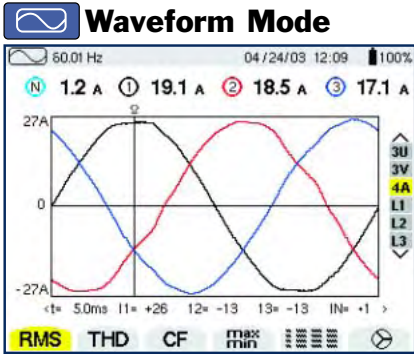 Waveform Mode
60.01 Hz 04/24/03 12:09 100%
N 1.2 A 1 19.1 A 2 18.5 A 3 17.1 A
27A
3U
3V
4A
0
L1
L2
L3
-27A
<t= 5.0ms I1= +26 I2= -13 I3= -13 IN= +1 >
RMS THD CF max min